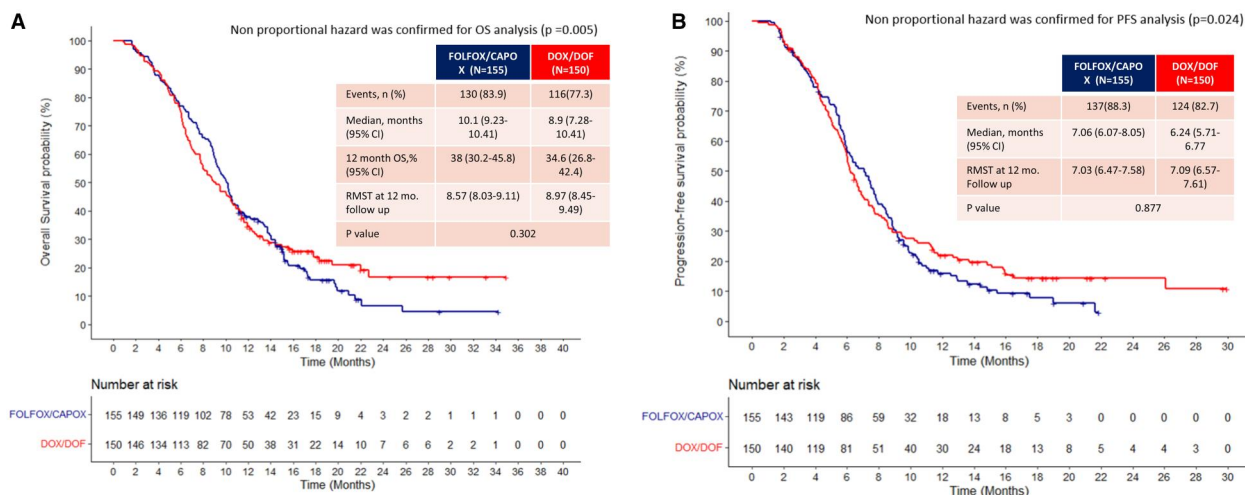 A
Non proportional hazard was confirmed for OS analysis (p =0.005)
FOLFOX/CAPO
X (N=155)
DOX/DOF
(N=150)
Events, n (%)
130 (83.9)
116(77.3)
Median, months
(95% CI)
10.1 (9.23-
10.41)
8.9 (7.28-
10.41)
12 month OS,%
(95% CI)
38 (30.2-45.8)
34.6 (26.8-
42.4)
RMST at 12 mo.
follow up
8.57 (8.03-9.11)
8.97 (8.45-
9.49)
P value
0.302
Overall Survival probability (%)
100
90
80
70
60
50
40
30
20
10
0
0 2 4 6 8 10 12 14 16 18 20 22 24 26 28 30 32 34 36 38 40
Time (Months)
Number at risk
FOLFOX/CAPOX 155 149 136 119 102 78 53 42 23 15 9 4 3 2 2 1 1 1 0 0 0
DOX/DOF 150 146 134 113 82 70 50 38 31 22 14 10 7 6 6 2 2 1 0 0 0
0 2 4 6 8 10 12 14 16 18 20 22 24 26 28 30 32 34 36 38 40
Time (Months)
B
Non proportional hazard was confirmed for PFS analysis (p=0.024)
FOLFOX/CAPO
X (N=155)
DOX/DOF
(N=150)
Events, n (%)
137(88.3)
124 (82.7)
Median, months
(95% CI)
7.06 (6.07-8.05)
6.24 (5.71-
6.77
RMST at 12 mo.
Follow up
7.03 (6.47-7.58)
7.09 (6.57-
7.61)
P value
0.877
Progression-free survival probability (%)
100
90
80
70
60
50
40
30
20
10
0
0 2 4 6 8 10 12 14 16 18 20 22 24 26 28 30
Time (Months)
Number at risk
FOLFOX/CAPOX 155 143 119 86 59 32 18 13 8 5 3 0 0 0 0 0
DOX/DOF 150 140 119 81 51 40 30 24 18 13 8 5 4 4 3 0
0 2 4 6 8 10 12 14 16 18 20 22 24 26 28 30
Time (Months)